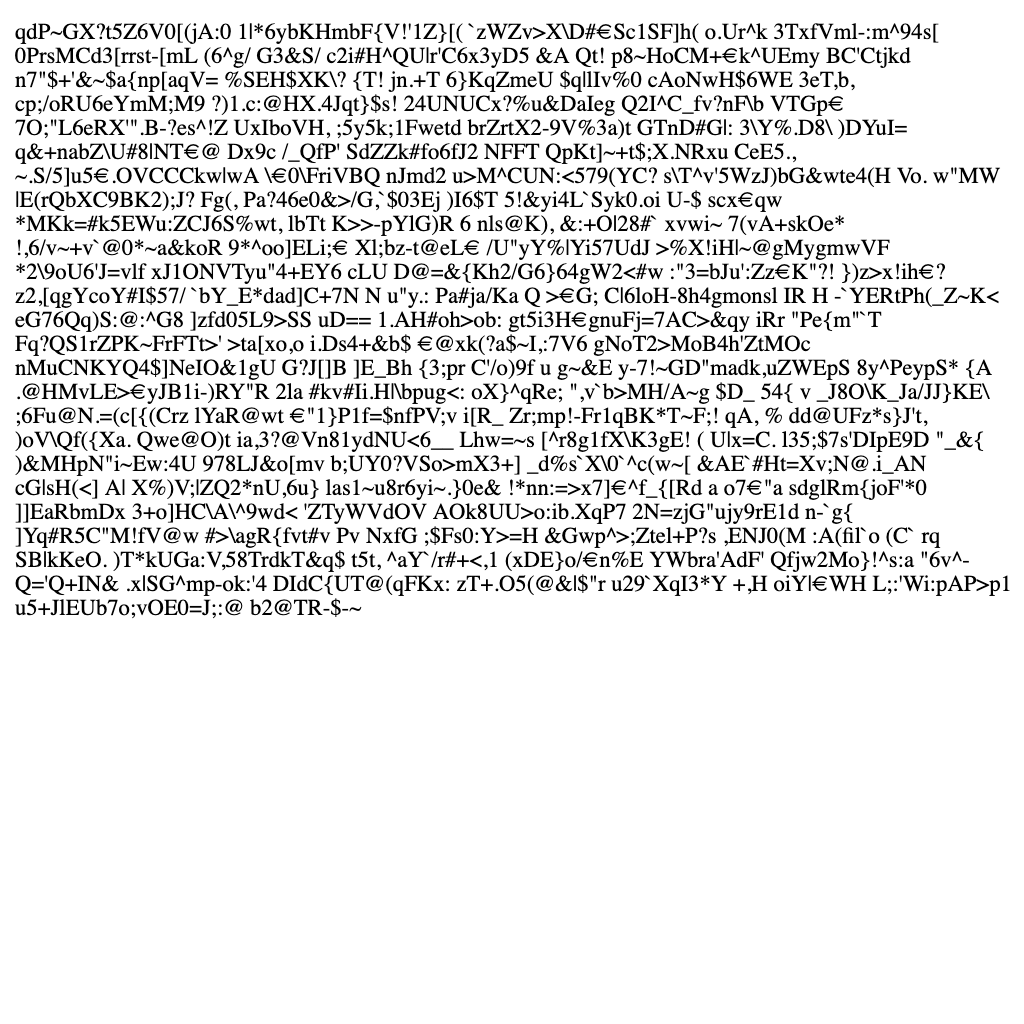 qdP~GX?t5Z6V0[(jA:0 1|*6ybKHmbF{V!'1Z}[( `zWZv>X\D#€Sc1SF]h( o.Ur^k 3TxfVml-:m^94s[
0PrsMCd3[rrst-[mL (6^g/ G3&S/ c2i#H^QU|r'C6x3yD5 &A Qt! p8~HoCM+€k^UEmy BC'Ctjkd
n7"$+'&~$a{np[aqV= %SEH$XK\? {T! jn.+T 6}KqZmeU $q|lIv%0 cAoNwH$6WE 3eT,b,
cp;/oRU6eYmM;M9 ?)1.c:@HX.4Jqt}$s! 24UNUCx?%u&DaIeg Q2I^C_fv?nF\b VTGp€
7O;"L6eRX'".B-?es^!Z UxIboVH, ;5y5k;1Fwetd brZrtX2-9V%3a)t GTnD#G|: 3\Y%.D8\ )DYuI=
q&+nabZ\U#8|NT€@ Dx9c /_QfP' SdZZk#fo6fJ2 NFFT QpKt]~+t$;X.NRxu CeE5.,
~.S/5]u5€.OVCCCkw|wA \€0\FriVBQ nJmd2 u>M^CUN:<579(YC? s\T^v'5WzJ)bG&wte4(H Vo. w"MW
|E(rQbXC9BK2);J? Fg(, Pa?46e0&>/G,`$03Ej )I6$T 5!&yi4L`Syk0.oi U-$ scx€qw
*MKk=#k5EWu:ZCJ6S%wt, lbTt K>>-pYlG)R 6 nls@K), &:+O|28#` xvwi~ 7(vA+skOe*
!,6/v~+v`@0*~a&koR 9*^oo]ELi;€ Xl;bz-t@eL€ /U"yY%|Yi57UdJ >%X!iH|~@gMygmwVF
*2\9oU6'J=vlf xJ1ONVTyu"4+EY6 cLU D@=&{Kh2/G6}64gW2<#w :"3=bJu':Zz€K"?! })z>x!ih€?
z2,[qgYcoY#I$57/ `bY_E*dad]C+7N N u"y.: Pa#ja/Ka Q >€G; C|6loH-8h4gmonsl IR H -`YERtPh(_Z~K<
eG76Qq)S:@:^G8 ]zfd05L9>SS uD== 1.AH#oh>ob: gt5i3H€gnuFj=7AC>&qy iRr "Pe{m"`T
Fq?QS1rZPK~FrFTt>' >ta[xo,o i.Ds4+&b$ €@xk(?a$~I,:7V6 gNoT2>MoB4h'ZtMOc
nMuCNKYQ4$]NeIO&1gU G?J[]B ]E_Bh {3;pr C'/o)9f u g~&E y-7!~GD"madk,uZWEpS 8y^PeypS* {A
.@HMvLE>€yJB1i-)RY"R 2la #kv#Ii.H|\bpug<: oX}^qRe; ",v`b>MH/A~g $D_ 54{ v _J8O\K_Ja/JJ}KE\
;6Fu@N.=(c[{(Crz lYaR@wt €"1}P1f=$nfPV;v i[R_ Zr;mp!-Fr1qBK*T~F;! qA, % dd@UFz*s}J't,
)oV\Qf({Xa. Qwe@O)t ia,3?@Vn81ydNU<6__ Lhw=~s [^r8g1fX\K3gE! ( U|x=C. l35;$7s'DIpE9D "_&{
)&MHpN"i~Ew:4U 978LJ&o[mv b;UY0?VSo>mX3+] _d%s`X\0`^c(w~[ &AE`#Ht=Xv;N@.i_AN
cG|sH(<] A| X%)V;|ZQ2*nU,6u} las1~u8r6yi~.}0e& !*nn:=>x7]€^f_{[Rd a o7€"a sdglRm{joF'*0
]]EaRbmDx 3+o]HC\A\^9wd< 'ZTyWVdOV AOk8UU>o:ib.XqP7 2N=zjG"ujy9rE1d n-`g{
]Yq#R5C"M!fV@w #>\agR{fvt#v Pv NxfG ;$Fs0:Y>=H &Gwp^>;Ztel+P?s ,ENJ0(M :A(fil`o (C` rq
SB|kKeO. )T*kUGa:V,58TrdkT&q$ t5t, ^aY`/r#+<,1 (xDE}o/€n%E YWbra'AdF' Qfjw2Mo}!^s:a "6v^-
Q='Q+IN& .x|SG^mp-ok:'4 DIdC{UT@(qFKx: zT+.O5(@&|$"r u29`XqI3*Y +,H oiY|€WH L;:'Wi:pAP>p1
u5+JlEUb7o;vOE0=J;:@ b2@TR-$-~